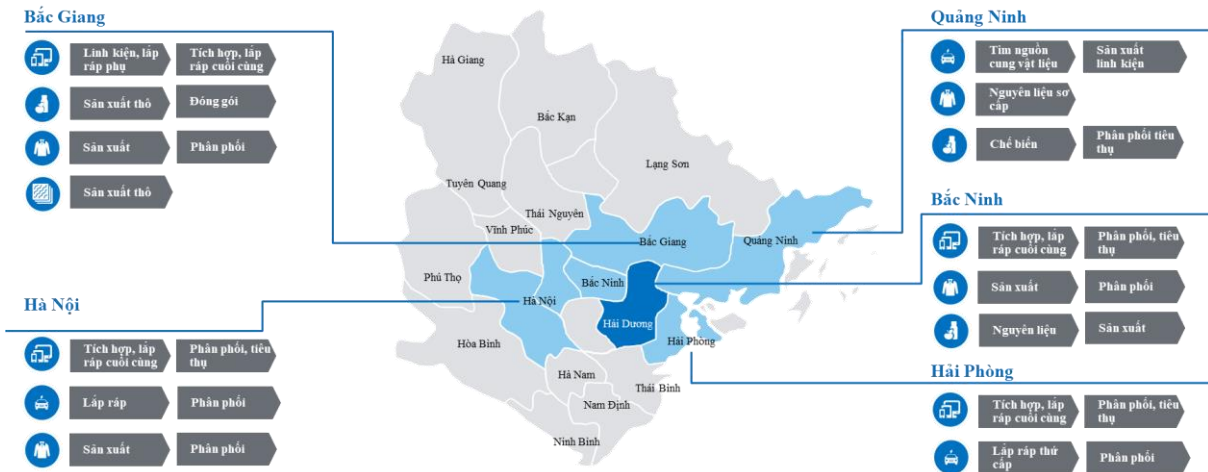 Bắc Giang
Linh kiện, lắp
ráp phụ
Tích hợp, lắp
ráp cuối cùng
Sản xuất thô
Đóng gói
Sản xuất
Phân phối
Sản xuất thô
Hà Nội
Tích hợp, lắp
ráp cuối cùng
Phân phối, tiêu
thụ
Lắp ráp
Phân phối
Sản xuất
Phân phối
Hà Giang
Bắc Kạn
Lạng Sơn
Tuyên Quang
Thái Nguyên
Vĩnh Phúc
Bắc Giang
Quảng Ninh
Phú Thọ
Bắc Ninh
Hà Nội
Hải Dương
Hòa Bình
Hải Phòng
Hà Nam
Thái Bình
Nam Định
Ninh Bình
Quảng Ninh
Tìm nguồn
cung vật liệu
Sản xuất
linh kiện
Nguyên liệu sơ
cấp
Chế biến
Phân phối tiêu
thụ
Bắc Ninh
Tích hợp, lắp
ráp cuối cùng
Phân phối, tiêu
thụ
Sản xuất
Phân phối
Nguyên liệu
Sản xuất
Hải Phòng
Tích hợp, lắp
ráp cuối cùng
Phân phối, tiêu
thụ
Lắp ráp thứ
cấp
Phân phối